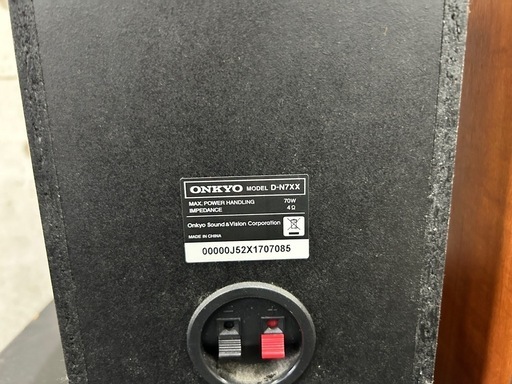 ONKYO MODEL D-N7XX
MAX. POWER HANDLING 70W
IMPEDANCE 4Ω
Onkyo Sound & Vision Corporation
MADE IN CHINA
00000J52X1707085